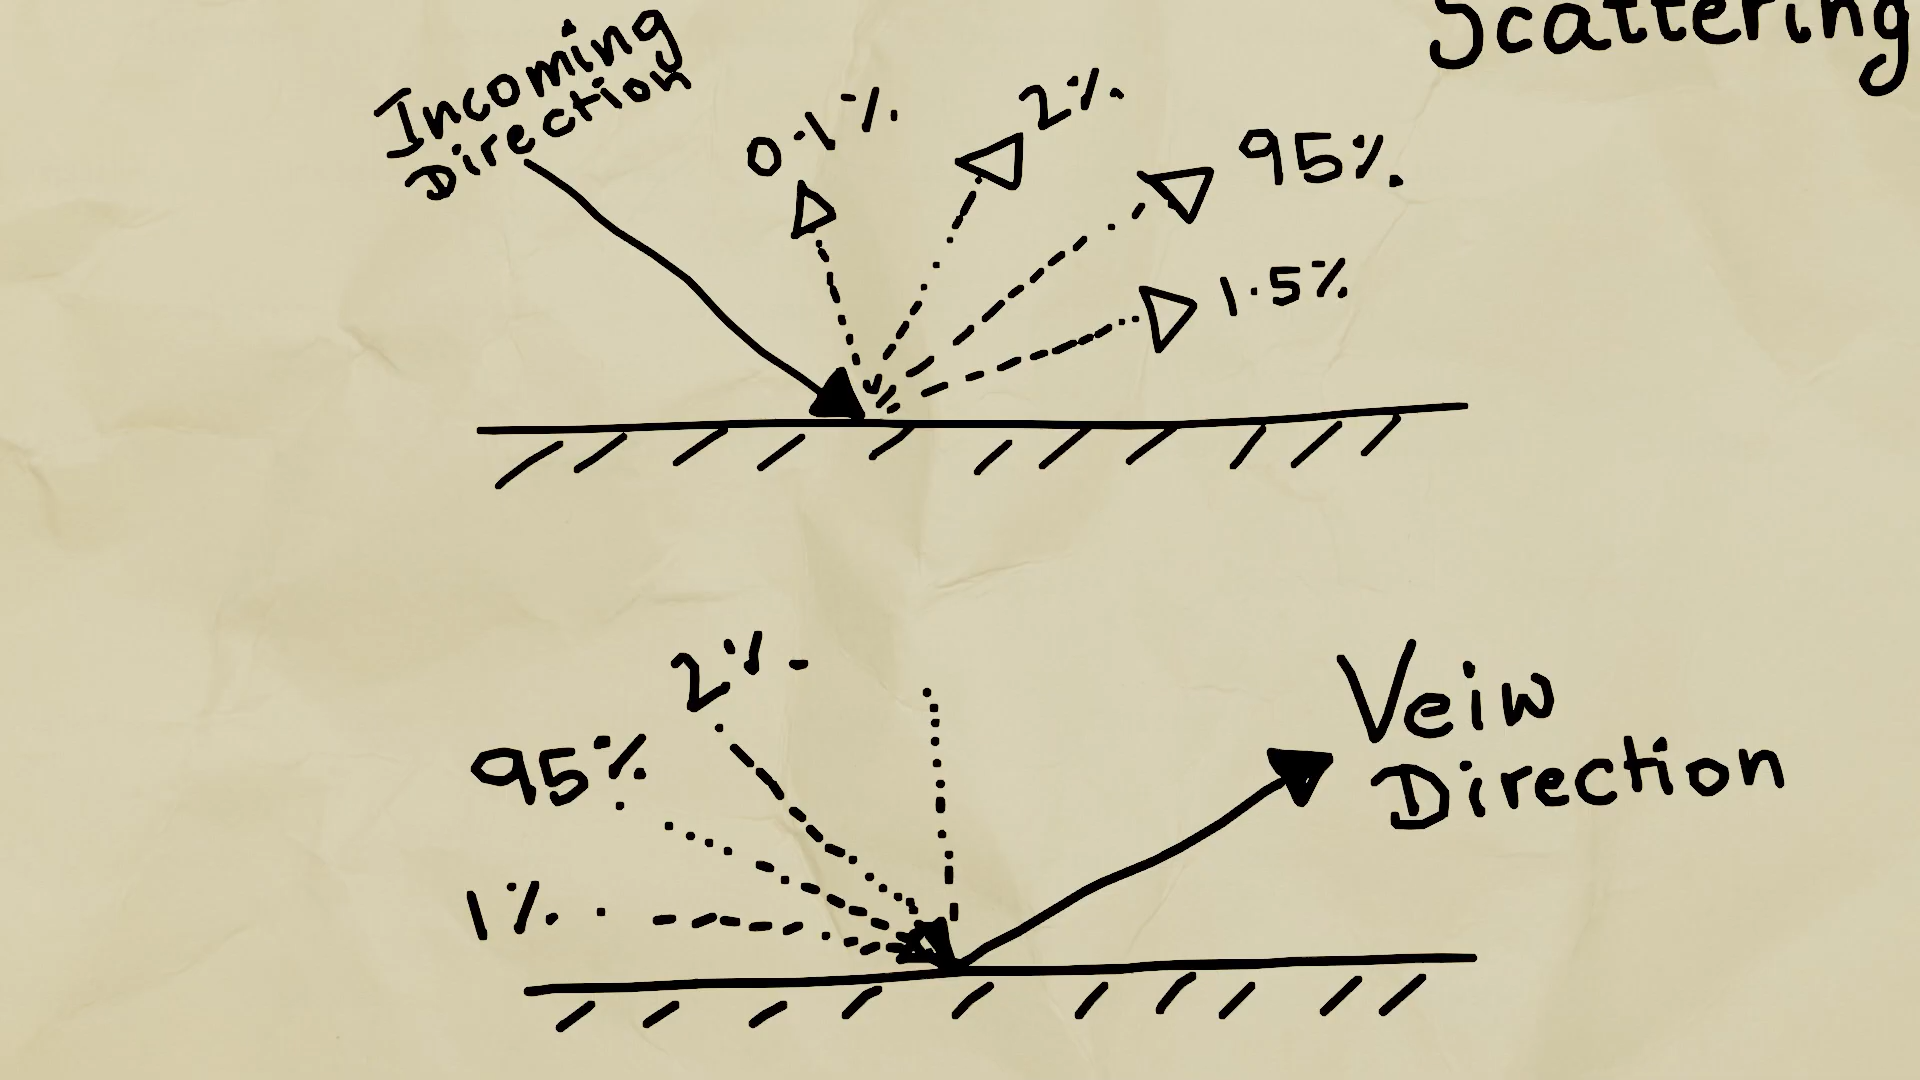 Scattering
Incoming
Direction
0.1%
2%
95%
1.5%
2%
95%
1%
Veiw
Direction